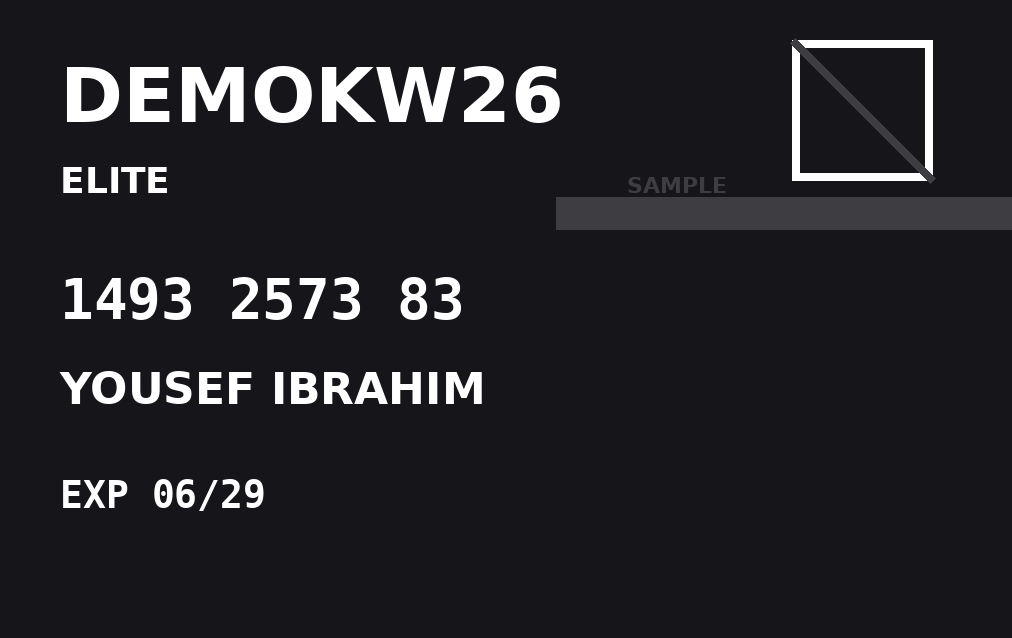 DEMOKW26
ELITE
SAMPLE
1493 2573 83
YOUSEF IBRAHIM
EXP 06/29